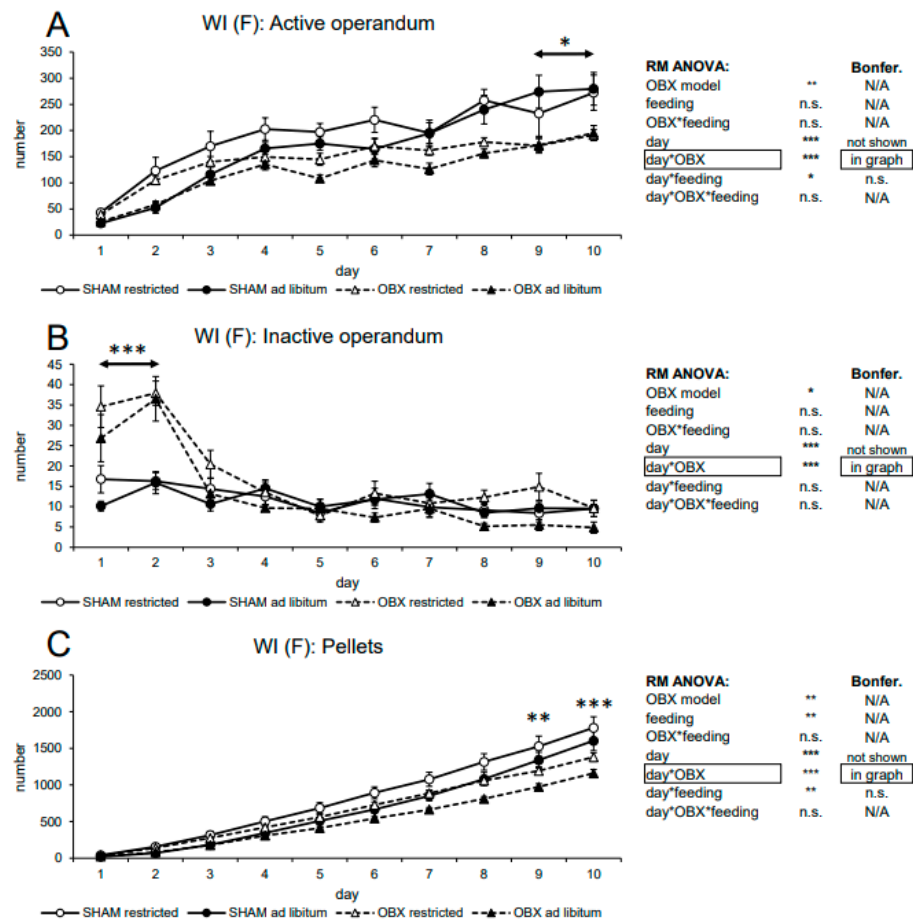 A
WI (F): Active operandum
*
number
350
300
250
200
150
100
50
0
1 2 3 4 5 6 7 8 9 10
day
SHAM restricted SHAM ad libitum OBX restricted OBX ad libitum
RM ANOVA: Bonfer.
OBX model ** N/A
feeding n.s. N/A
OBX*feeding n.s. N/A
day *** not shown
day*OBX *** in graph
day*feeding * n.s.
day*OBX*feeding n.s. N/A
B
WI (F): Inactive operandum
***
number
45
40
35
30
25
20
15
10
5
0
1 2 3 4 5 6 7 8 9 10
day
SHAM restricted SHAM ad libitum OBX restricted OBX ad libitum
RM ANOVA: Bonfer.
OBX model * N/A
feeding n.s. N/A
OBX*feeding n.s. N/A
day *** not shown
day*OBX *** in graph
day*feeding n.s. N/A
day*OBX*feeding n.s. N/A
C
WI (F): Pellets
** ***
number
2500
2000
1500
1000
500
0
1 2 3 4 5 6 7 8 9 10
day
SHAM restricted SHAM ad libitum OBX restricted OBX ad libitum
RM ANOVA: Bonfer.
OBX model ** N/A
feeding ** N/A
OBX*feeding n.s. N/A
day *** not shown
day*OBX *** in graph
day*feeding ** n.s.
day*OBX*feeding n.s. N/A